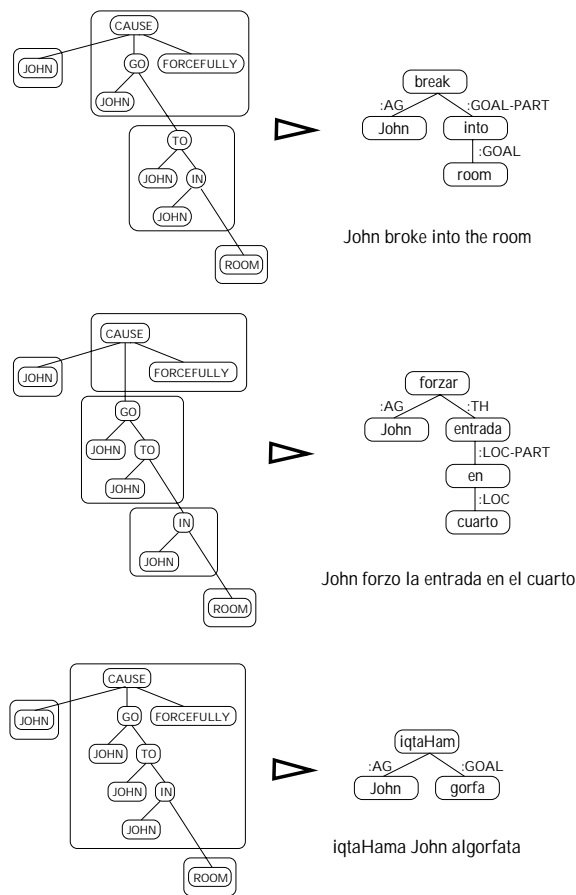 CAUSE
JOHN
GO
FORCEFULLY
JOHN
TO
JOHN
IN
JOHN
ROOM
break
:AG
:GOAL-PART
John
into
:GOAL
room
John broke into the room
CAUSE
JOHN
FORCEFULLY
GO
JOHN
TO
JOHN
IN
JOHN
ROOM
forzar
:AG
:TH
John
entrada
:LOC-PART
en
:LOC
cuarto
John forzo la entrada en el cuarto
CAUSE
JOHN
GO
FORCEFULLY
JOHN
TO
JOHN
IN
JOHN
ROOM
iqtaHam
:AG
:GOAL
John
gorfa
iqtaHama John algorfata